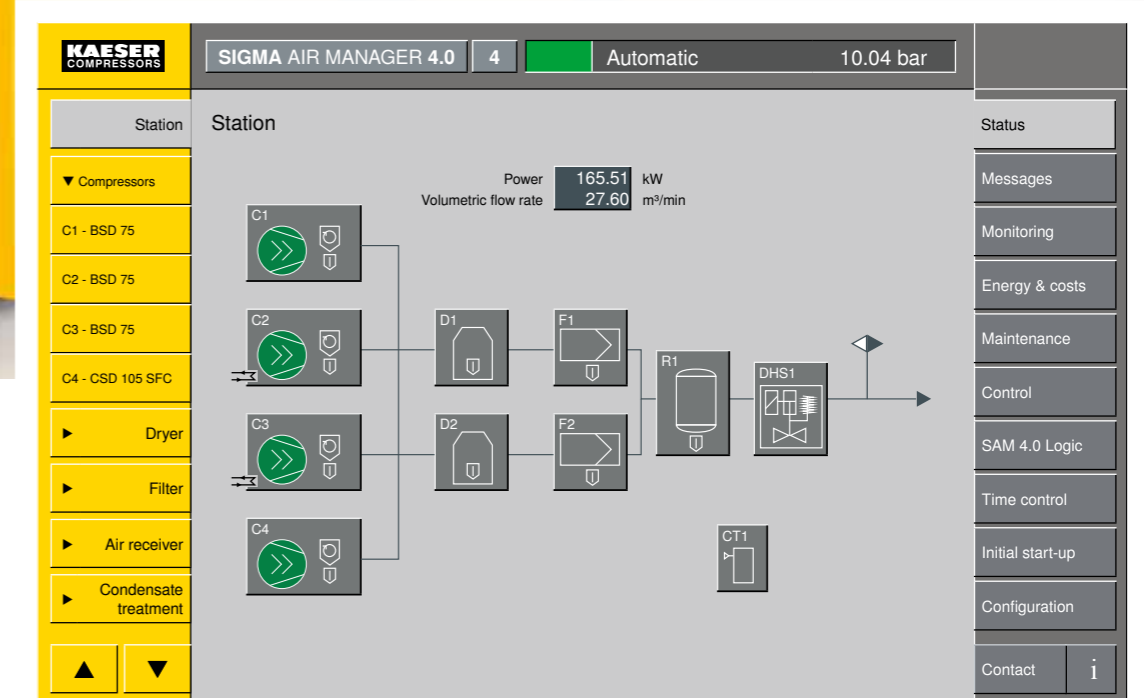 KAESER
COMPRESSORS
SIGMA AIR MANAGER 4.0
4
Automatic
10.04 bar
Station
▼ Compressors
C1 - BSD 75
C2 - BSD 75
C3 - BSD 75
C4 - CSD 105 SFC
► Dryer
► Filter
► Air receiver
► Condensate
treatment
▲
▼
Station
Power 165.51 kW
Volumetric flow rate 27.60 m³/min
C1
C2
D1
F1
R1
DHS1
C3
D2
F2
C4
CT1
Status
Messages
Monitoring
Energy & costs
Maintenance
Control
SAM 4.0 Logic
Time control
Initial start-up
Configuration
Contact
i